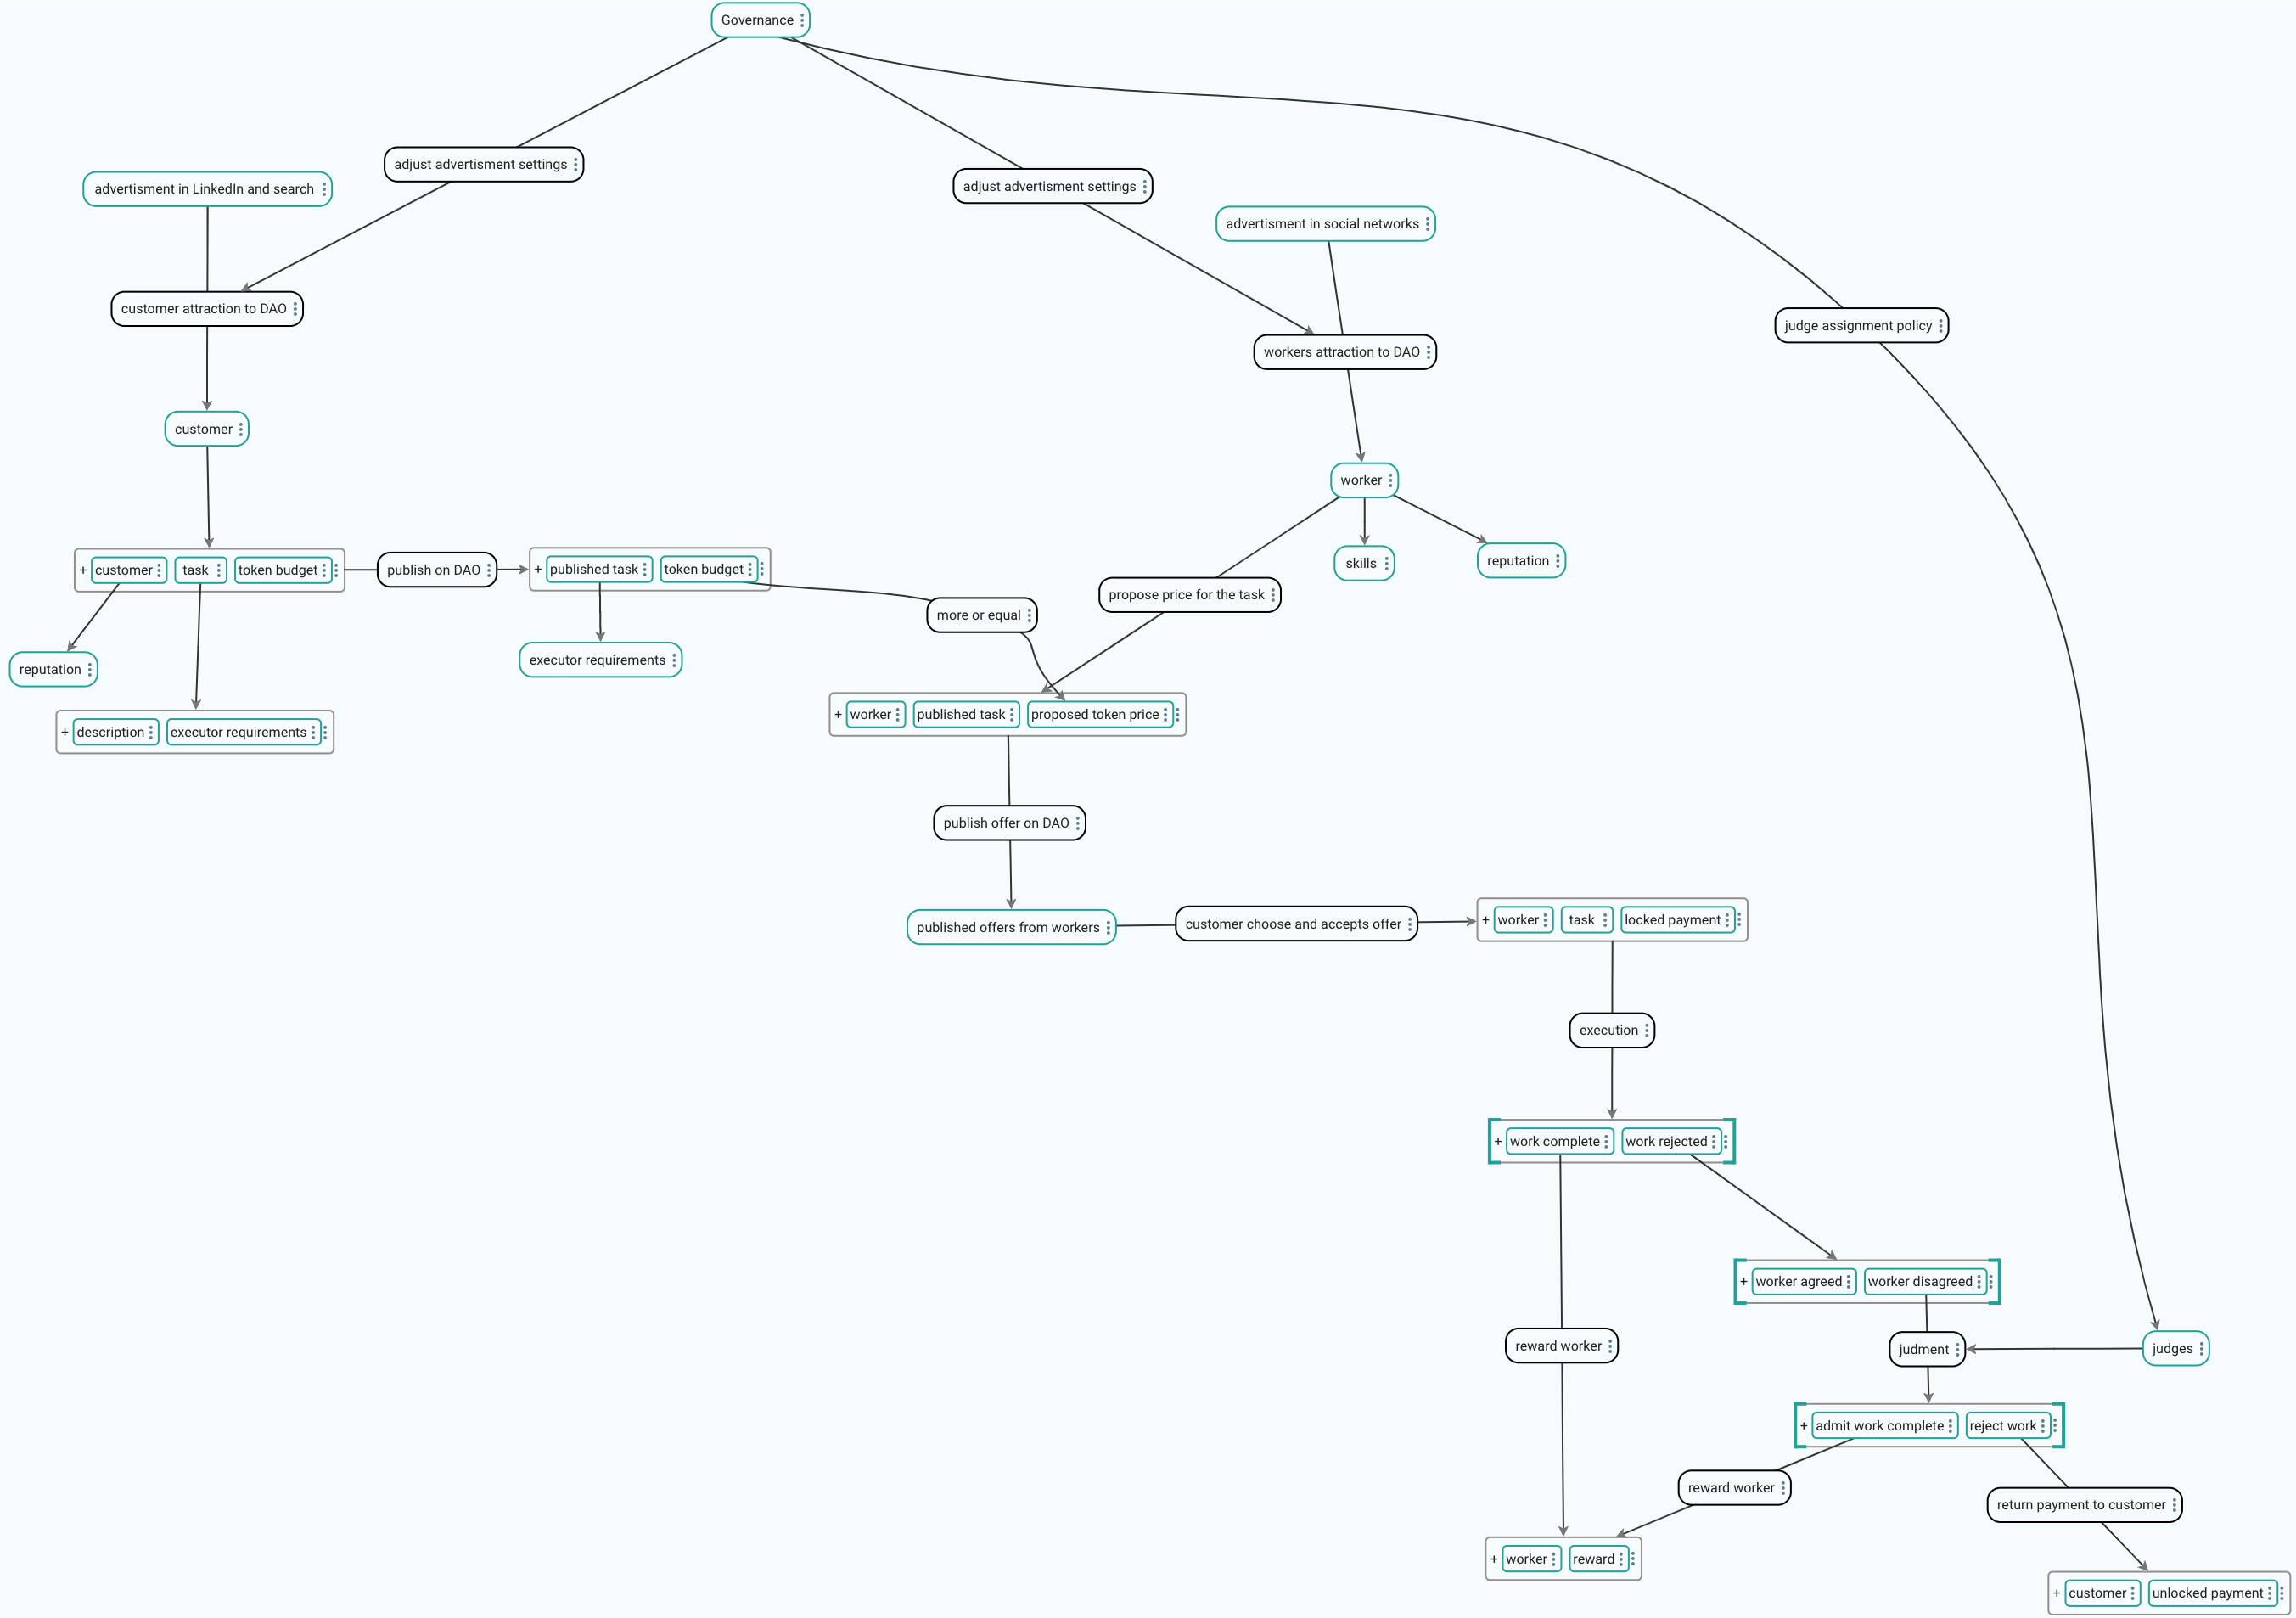 Governance
adjust advertisment settings
advertisment in LinkedIn and search
adjust advertisment settings
advertisment in social networks
customer attraction to DAO
judge assignment policy
workers attraction to DAO
customer
worker
+ customer task token budget
publish on DAO
+ published task token budget
skills
reputation
propose price for the task
more or equal
reputation
executor requirements
+ worker published task proposed token price
+ description executor requirements
publish offer on DAO
published offers from workers
customer choose and accepts offer
+ worker task locked payment
execution
+ work complete work rejected
+ worker agreed worker disagreed
reward worker
judment
judges
+ admit work complete reject work
reward worker
return payment to customer
+ worker reward
+ customer unlocked payment